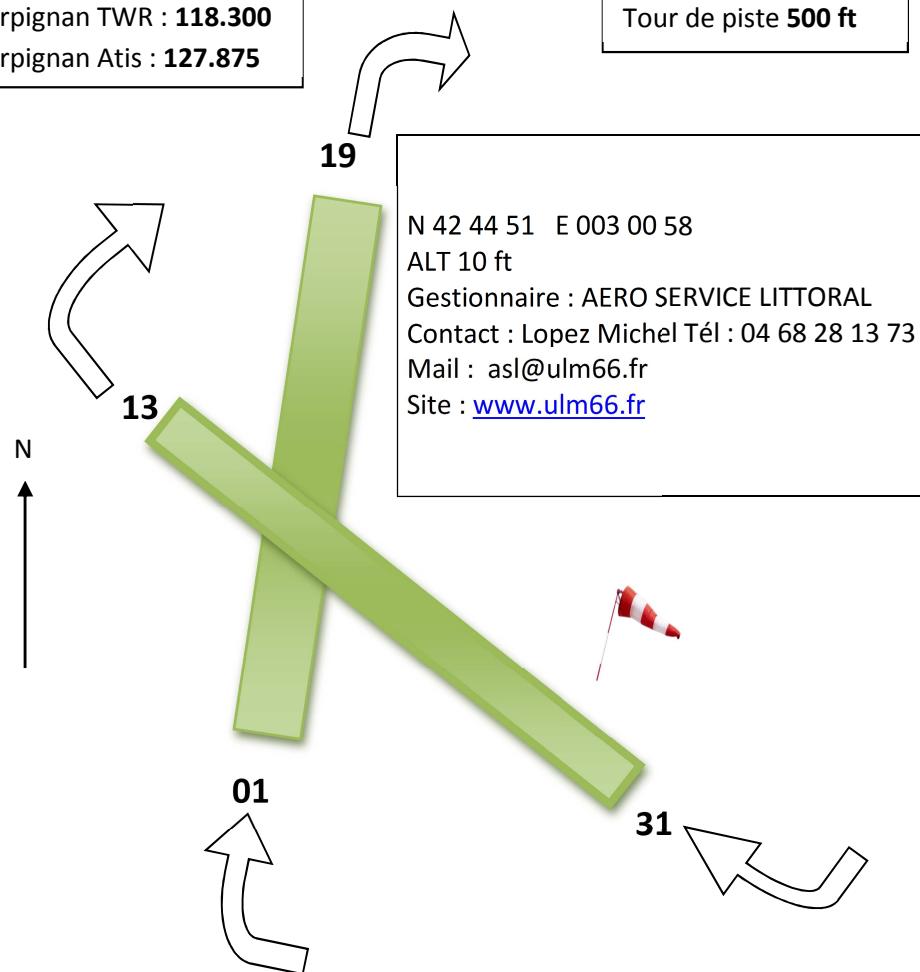 rpignan TWR : 118.300
rpignan Atis : 127.875
Tour de piste 500 ft
19
N 42 44 51 E 003 00 58
ALT 10 ft
Gestionnaire : AERO SERVICE LITTORAL
Contact : Lopez Michel Tél : 04 68 28 13 73
Mail : asl@ulm66.fr
Site : www.ulm66.fr
13
N
01
31